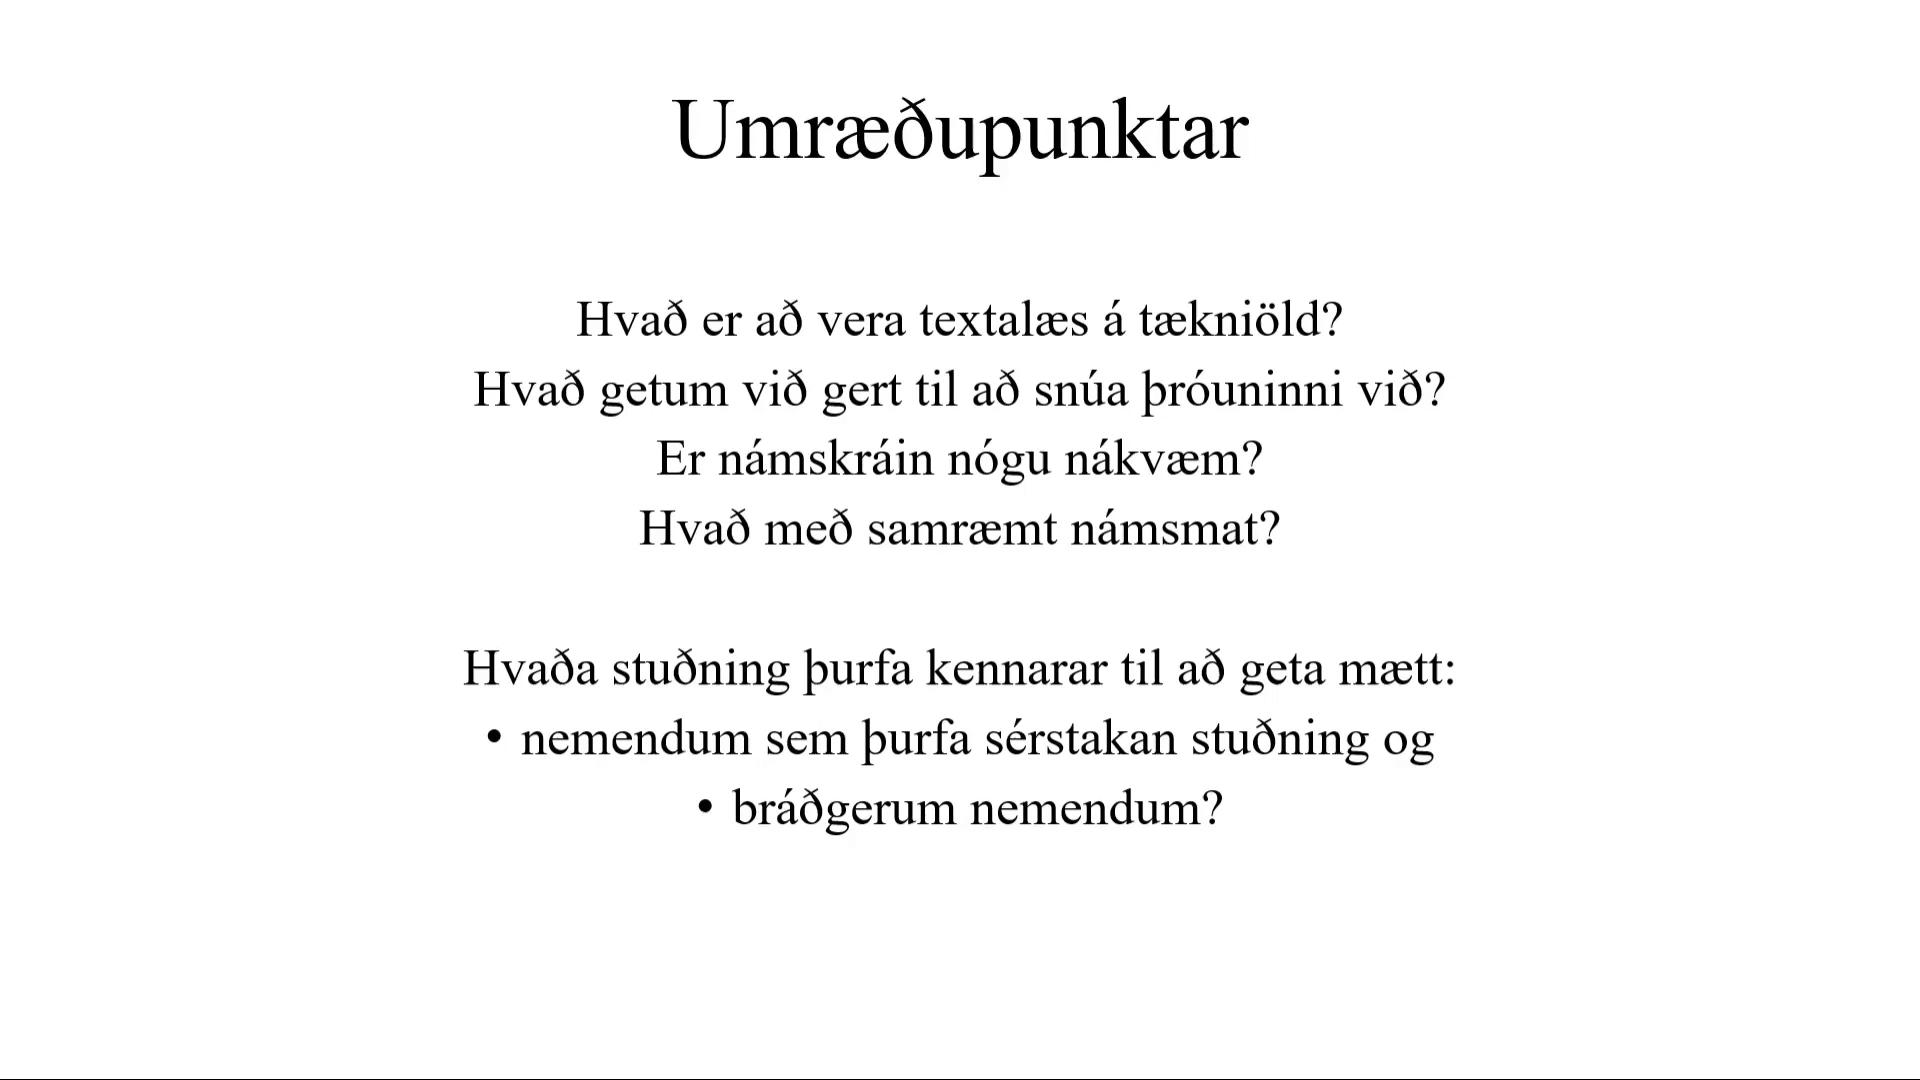 Umræðupunktar
Hvað er að vera textalæs á tækniöld?
Hvað getum við gert til að snúa þróuninni við?
Er námskráin nógu nákvæm?
Hvað með samræmt námsmat?
Hvaða stuðning þurfa kennarar til að geta mætt:
• nemendum sem þurfa sérstakan stuðning og
• bráðgerum nemendum?